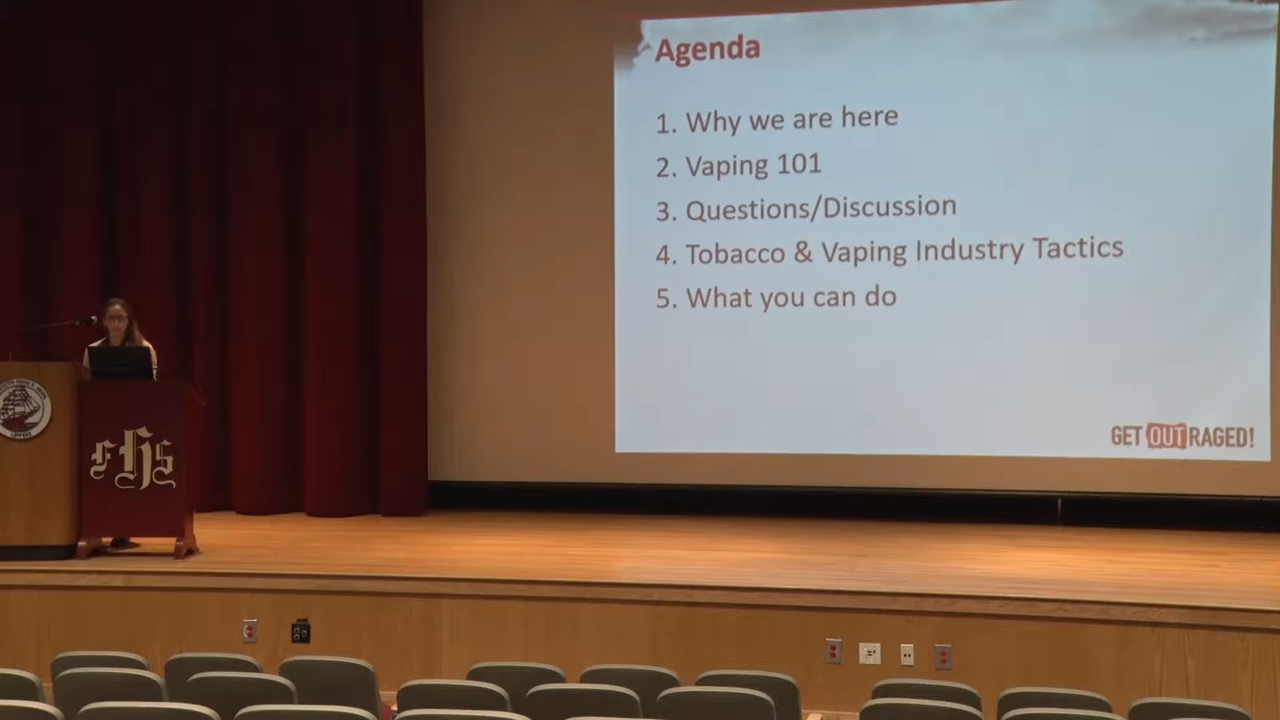 Agenda
1. Why we are here
2. Vaping 101
3. Questions/Discussion
4. Tobacco & Vaping Industry Tactics
5. What you can do
GET OUTRAGED!
FHS